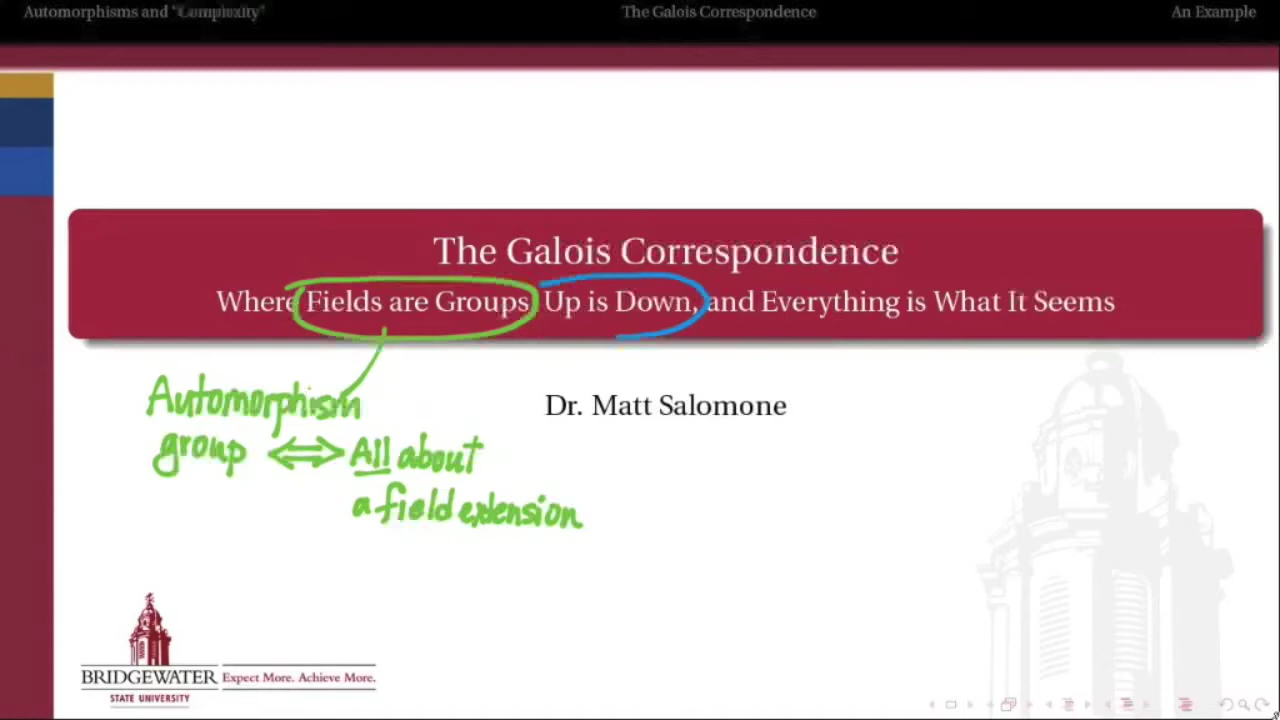 Automorphisms and "Complexity" The Galois Correspondence An Example
The Galois Correspondence
Where Fields are Groups, Up is Down, and Everything is What It Seems
Dr. Matt Salomone
Automorphism
group ⟺ All about
a field extension
BRIDGEWATER
STATE UNIVERSITY
Expect More. Achieve More.